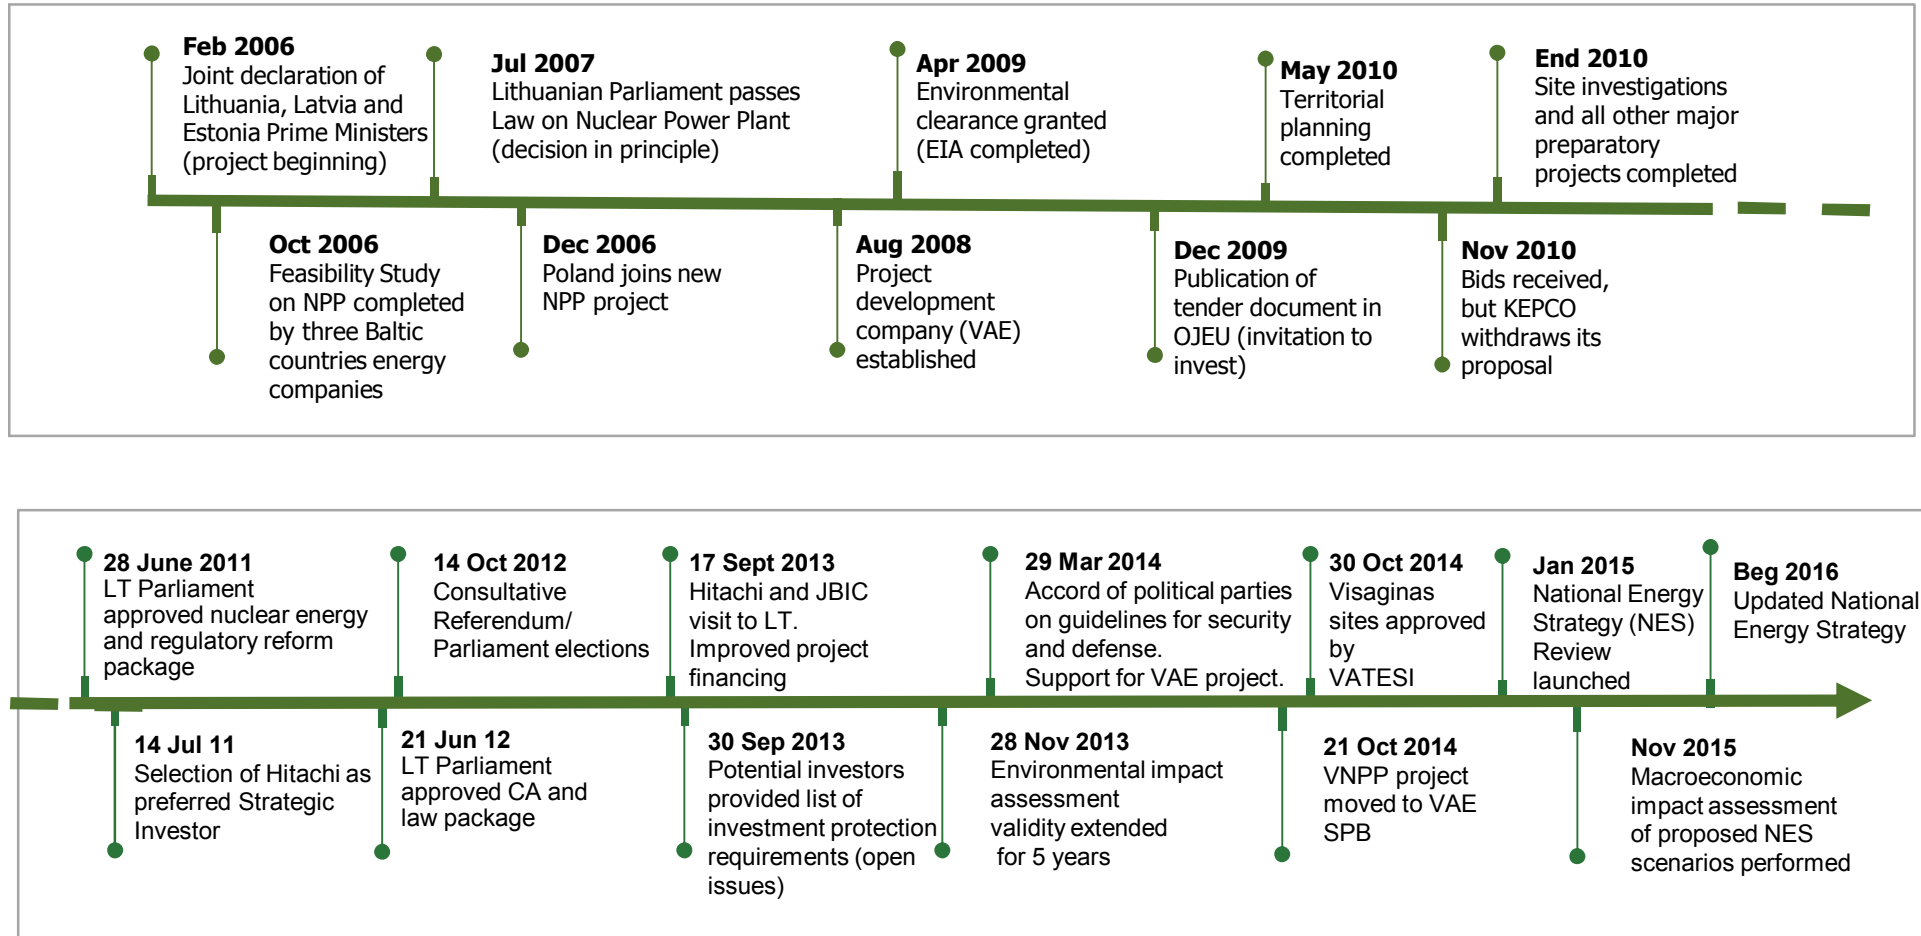 Feb 2006
Joint declaration of
Lithuania, Latvia and
Estonia Prime Ministers
(project beginning)
Jul 2007
Lithuanian Parliament passes
Law on Nuclear Power Plant
(decision in principle)
Apr 2009
Environmental
clearance granted
(EIA completed)
May 2010
Territorial
planning
completed
End 2010
Site investigations
and all other major
preparatory
projects completed
Oct 2006
Feasibility Study
on NPP completed
by three Baltic
countries energy
companies
Dec 2006
Poland joins new
NPP project
Aug 2008
Project
development
company (VAE)
established
Dec 2009
Publication of
tender document in
OJEU (invitation to
invest)
Nov 2010
Bids received,
but KEPCO
withdraws its
proposal
28 June 2011
LT Parliament
approved nuclear energy
and regulatory reform
package
14 Oct 2012
Consultative
Referendum/
Parliament elections
17 Sept 2013
Hitachi and JBIC
visit to LT.
Improved project
financing
29 Mar 2014
Accord of political parties
on guidelines for security
and defense.
Support for VAE project.
30 Oct 2014
Visaginas
sites approved
by
VATESI
Jan 2015
National Energy
Strategy (NES)
Review
launched
Beg 2016
Updated National
Energy Strategy
14 Jul 11
Selection of Hitachi as
preferred Strategic
Investor
21 Jun 12
LT Parliament
approved CA and
law package
30 Sep 2013
Potential investors
provided list of
investment protection
requirements (open
issues)
28 Nov 2013
Environmental impact
assessment
validity extended
for 5 years
21 Oct 2014
VNPP project
moved to VAE
SPB
Nov 2015
Macroeconomic
impact assessment
of proposed NES
scenarios performed